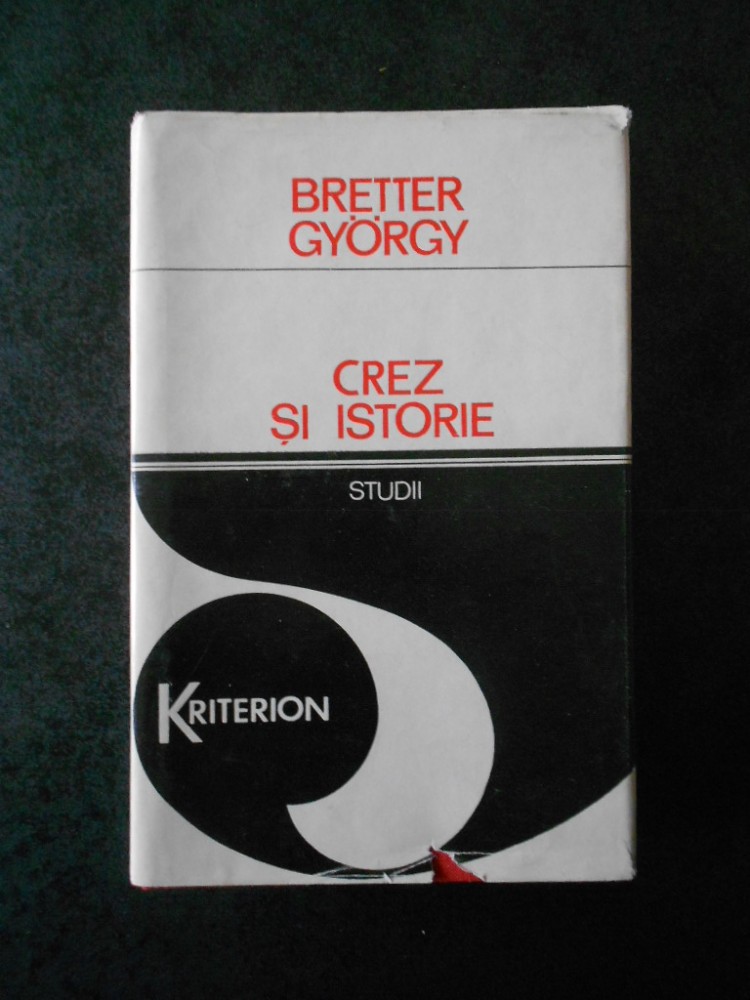 BRETTER
GYÖRGY
CREZ
ȘI ISTORIE
STUDII
KRITERION